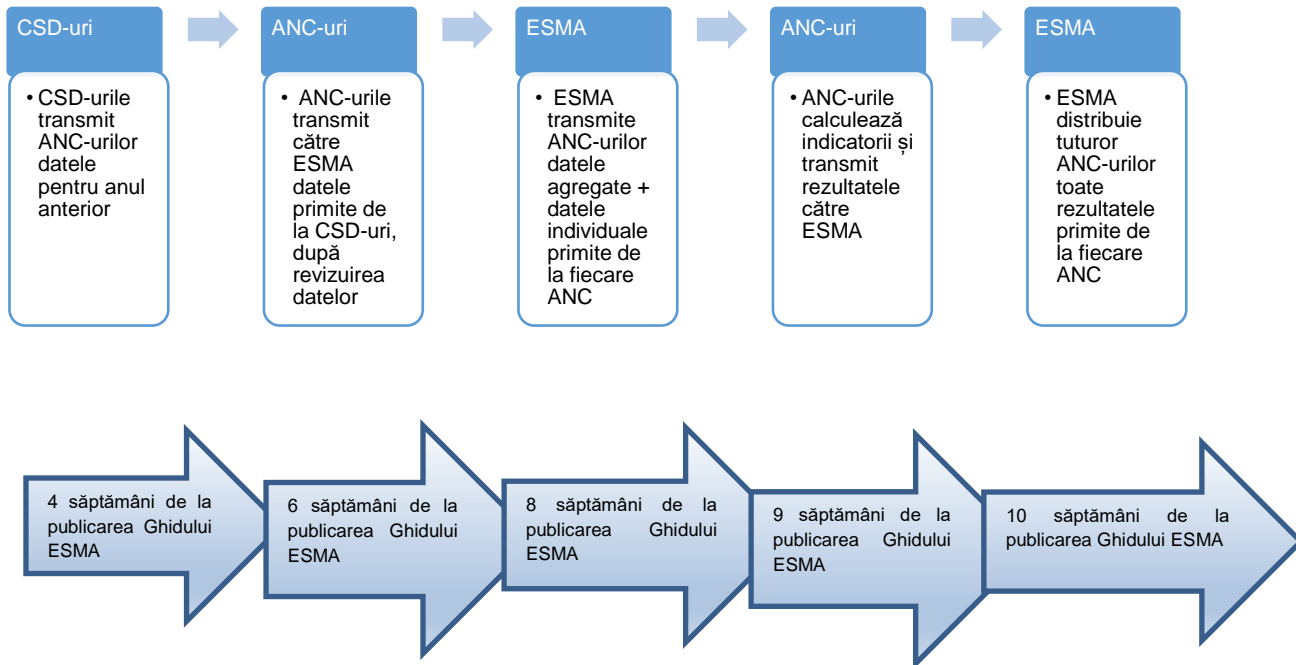 CSD-uri
• CSD-urile
transmit
ANC-urilor
datele
pentru anul
anterior
ANC-uri
• ANC-urile
transmit
către
ESMA
datele
primite de
la CSD-uri,
după
revizuirea
datelor
ESMA
• ESMA
transmite
ANC-urilor
datele
agregate +
datele
individuale
primite de
la fiecare
ANC
ANC-uri
• ANC-urile
calculează
indicatorii și
transmit
rezultatele
către
ESMA
ESMA
• ESMA
distribuie
tuturor
ANC-urilor
toate
rezultatele
primite de
la fiecare
ANC
4 săptămâni de la
publicarea Ghidului
ESMA
6 săptămâni de la
publicarea Ghidului
ESMA
8 săptămâni de la
publicarea Ghidului
ESMA
9 săptămâni de la
publicarea Ghidului
ESMA
10 săptămâni de la
publicarea Ghidului ESMA